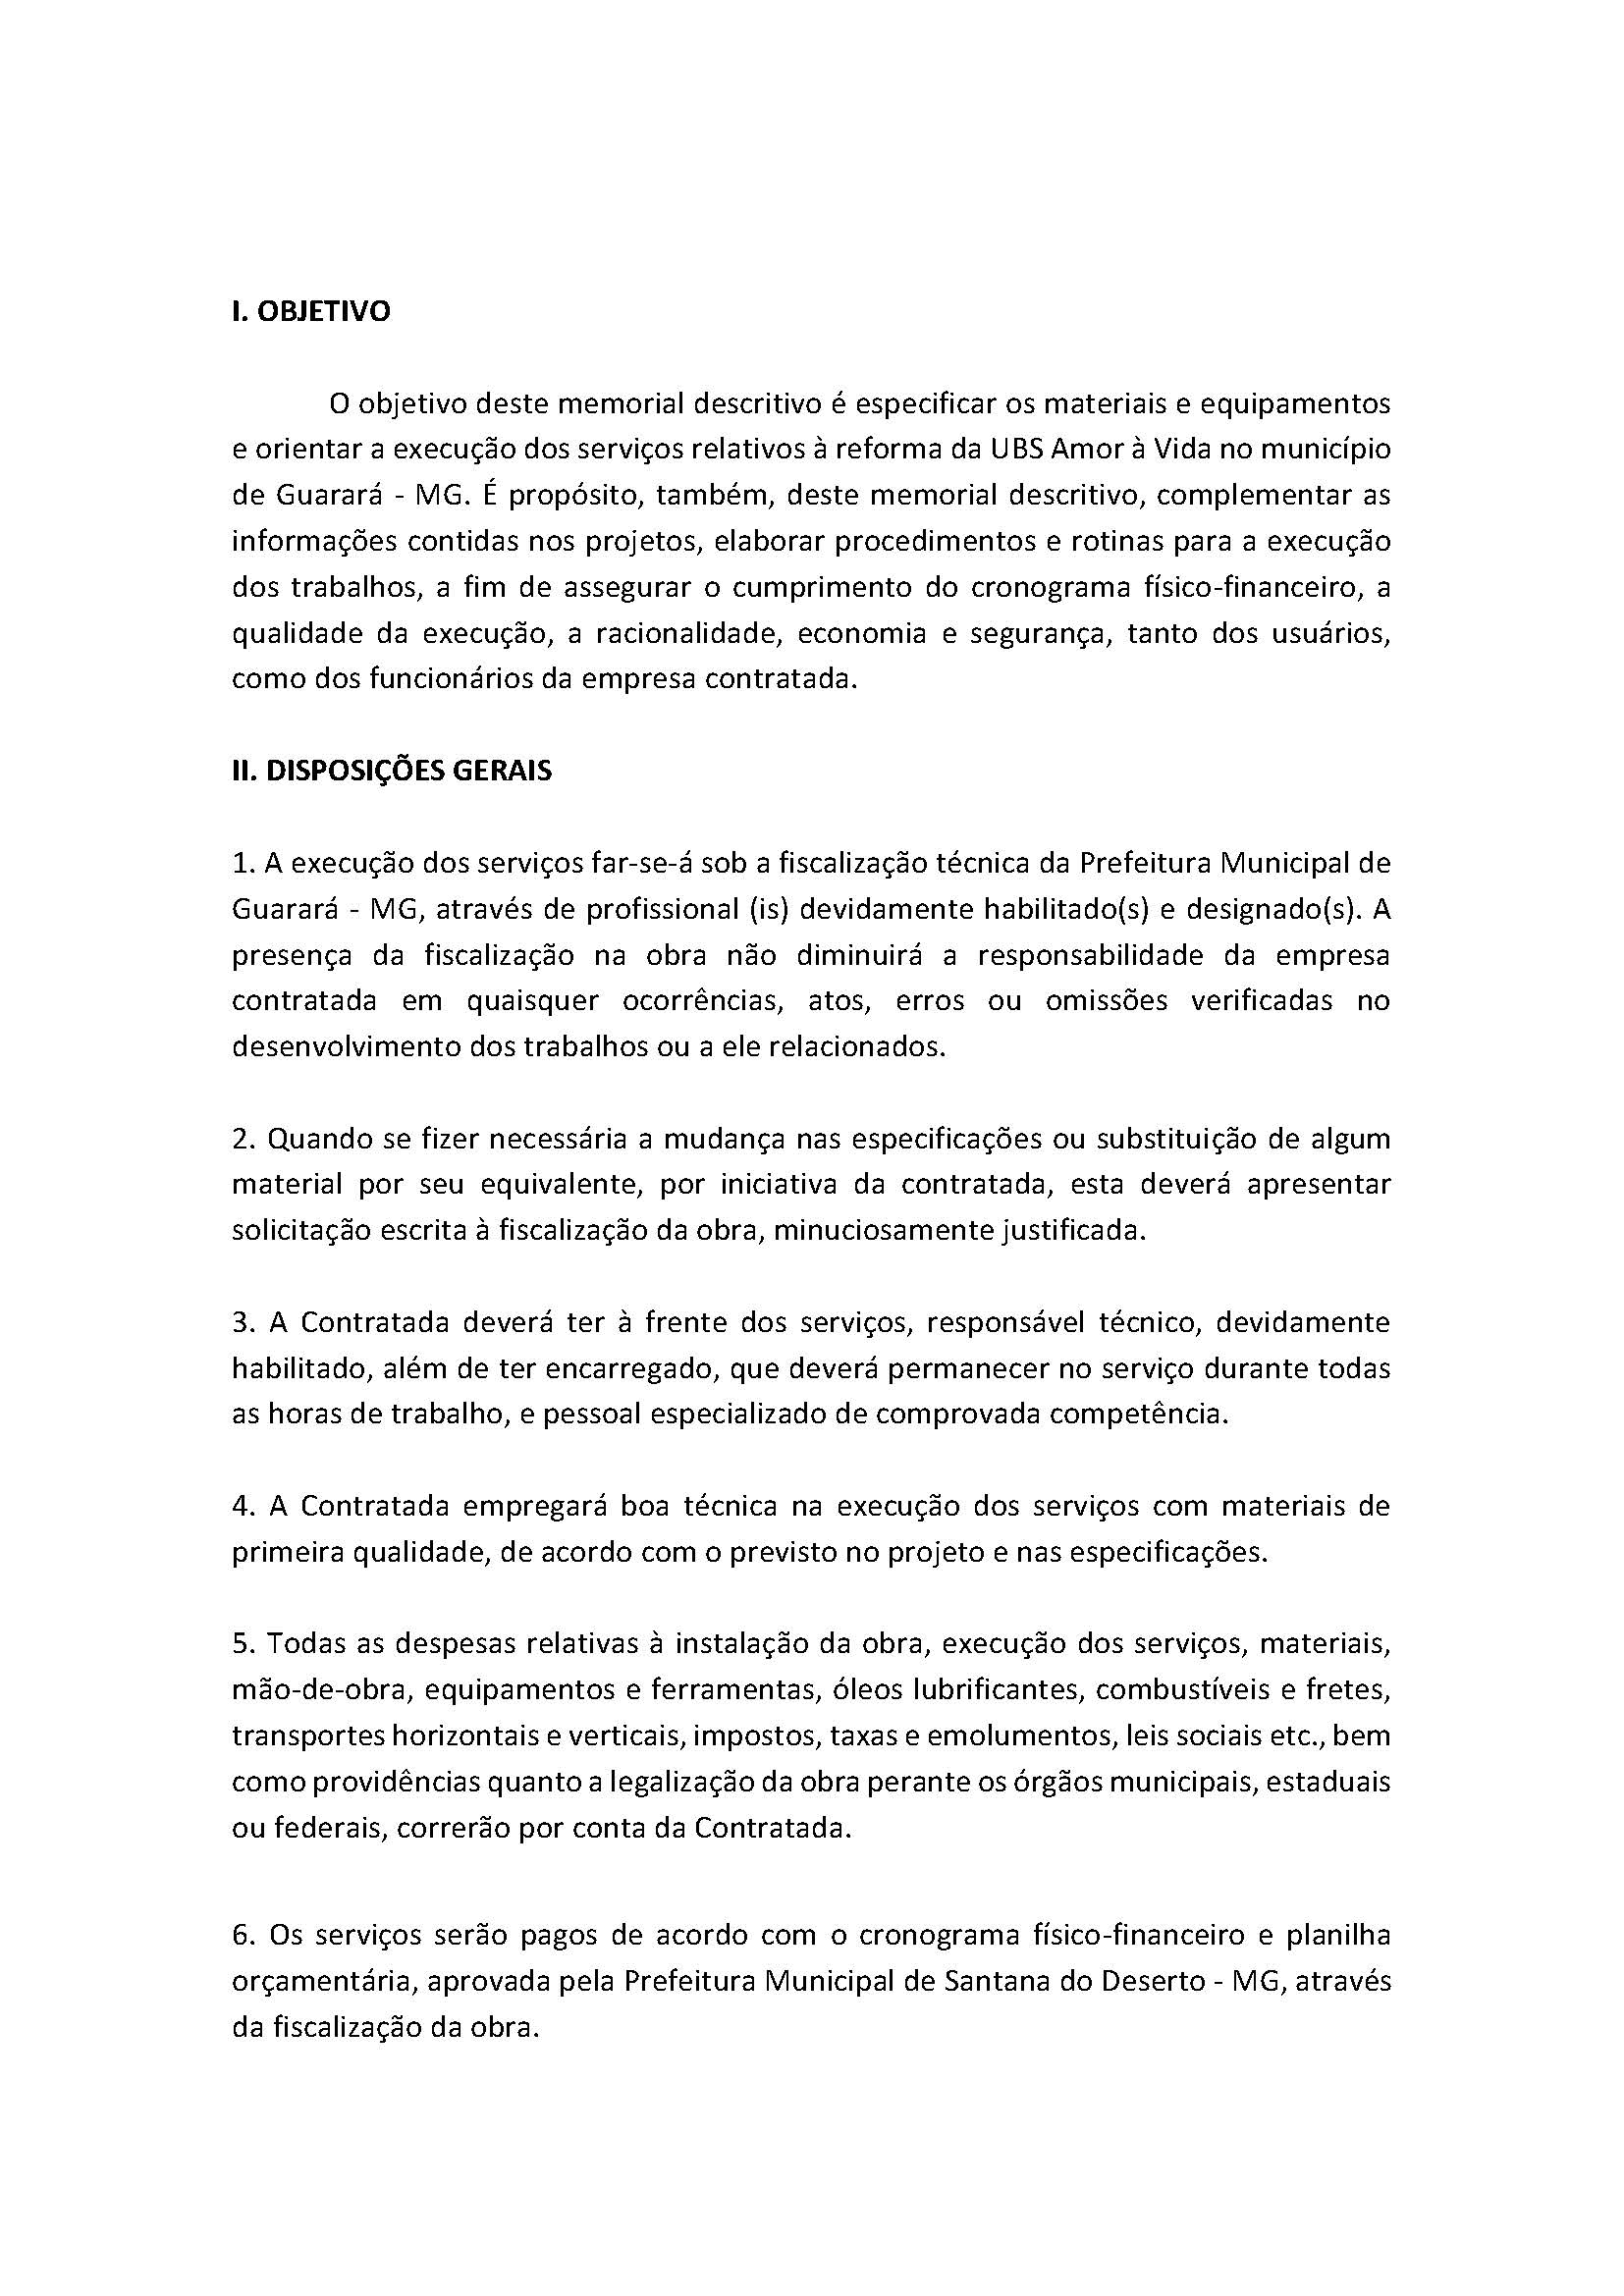 I. OBJETIVO
O objetivo deste memorial descritivo é especificar os materiais e equipamentos
e orientar a execução dos serviços relativos à reforma da UBS Amor à Vida no município
de Guarará - MG. É propósito, também, deste memorial descritivo, complementar as
informações contidas nos projetos, elaborar procedimentos e rotinas para a execução
dos trabalhos, a fim de assegurar o cumprimento do cronograma físico-financeiro, a
qualidade da execução, a racionalidade, economia e segurança, tanto dos usuários,
como dos funcionários da empresa contratada.
II. DISPOSIÇÕES GERAIS
1. A execução dos serviços far-se-á sob a fiscalização técnica da Prefeitura Municipal de
Guarará - MG, através de profissional (is) devidamente habilitado(s) e designado(s). A
presença da fiscalização na obra não diminuirá a responsabilidade da empresa
contratada em quaisquer ocorrências, atos, erros ou omissões verificadas no
desenvolvimento dos trabalhos ou a ele relacionados.
2. Quando se fizer necessária a mudança nas especificações ou substituição de algum
material por seu equivalente, por iniciativa da contratada, esta deverá apresentar
solicitação escrita à fiscalização da obra, minuciosamente justificada.
3. A Contratada deverá ter à frente dos serviços, responsável técnico, devidamente
habilitado, além de ter encarregado, que deverá permanecer no serviço durante todas
as horas de trabalho, e pessoal especializado de comprovada competência.
4. A Contratada empregará boa técnica na execução dos serviços com materiais de
primeira qualidade, de acordo com o previsto no projeto e nas especificações.
5. Todas as despesas relativas à instalação da obra, execução dos serviços, materiais,
mão-de-obra, equipamentos e ferramentas, óleos lubrificantes, combustíveis e fretes,
transportes horizontais e verticais, impostos, taxas e emolumentos, leis sociais etc., bem
como providências quanto a legalização da obra perante os órgãos municipais, estaduais
ou federais, correrão por conta da Contratada.
6. Os serviços serão pagos de acordo com o cronograma físico-financeiro e planilha
orçamentária, aprovada pela Prefeitura Municipal de Santana do Deserto - MG, através
da fiscalização da obra.